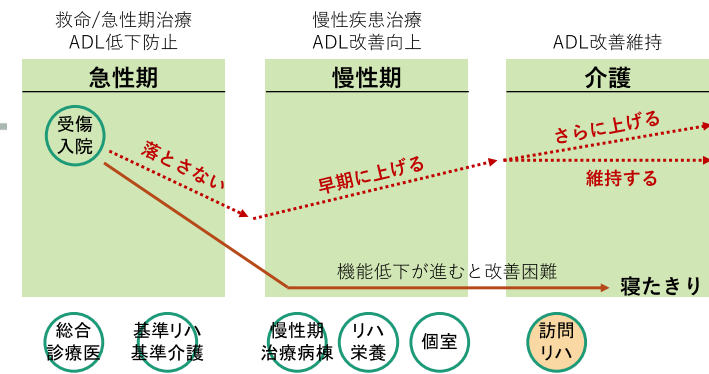 救命/急性期治療
ADL低下防止
慢性疾患治療
ADL改善向上
ADL改善維持
急性期
慢性期
介護
受傷
入院
落とさない
早期に上げる
さらに上げる
維持する
機能低下が進むと改善困難
寝たきり
総合
診療医
基準リハ
基準介護
慢性期
治療病棟
リハ
栄養
個室
訪問
リハ